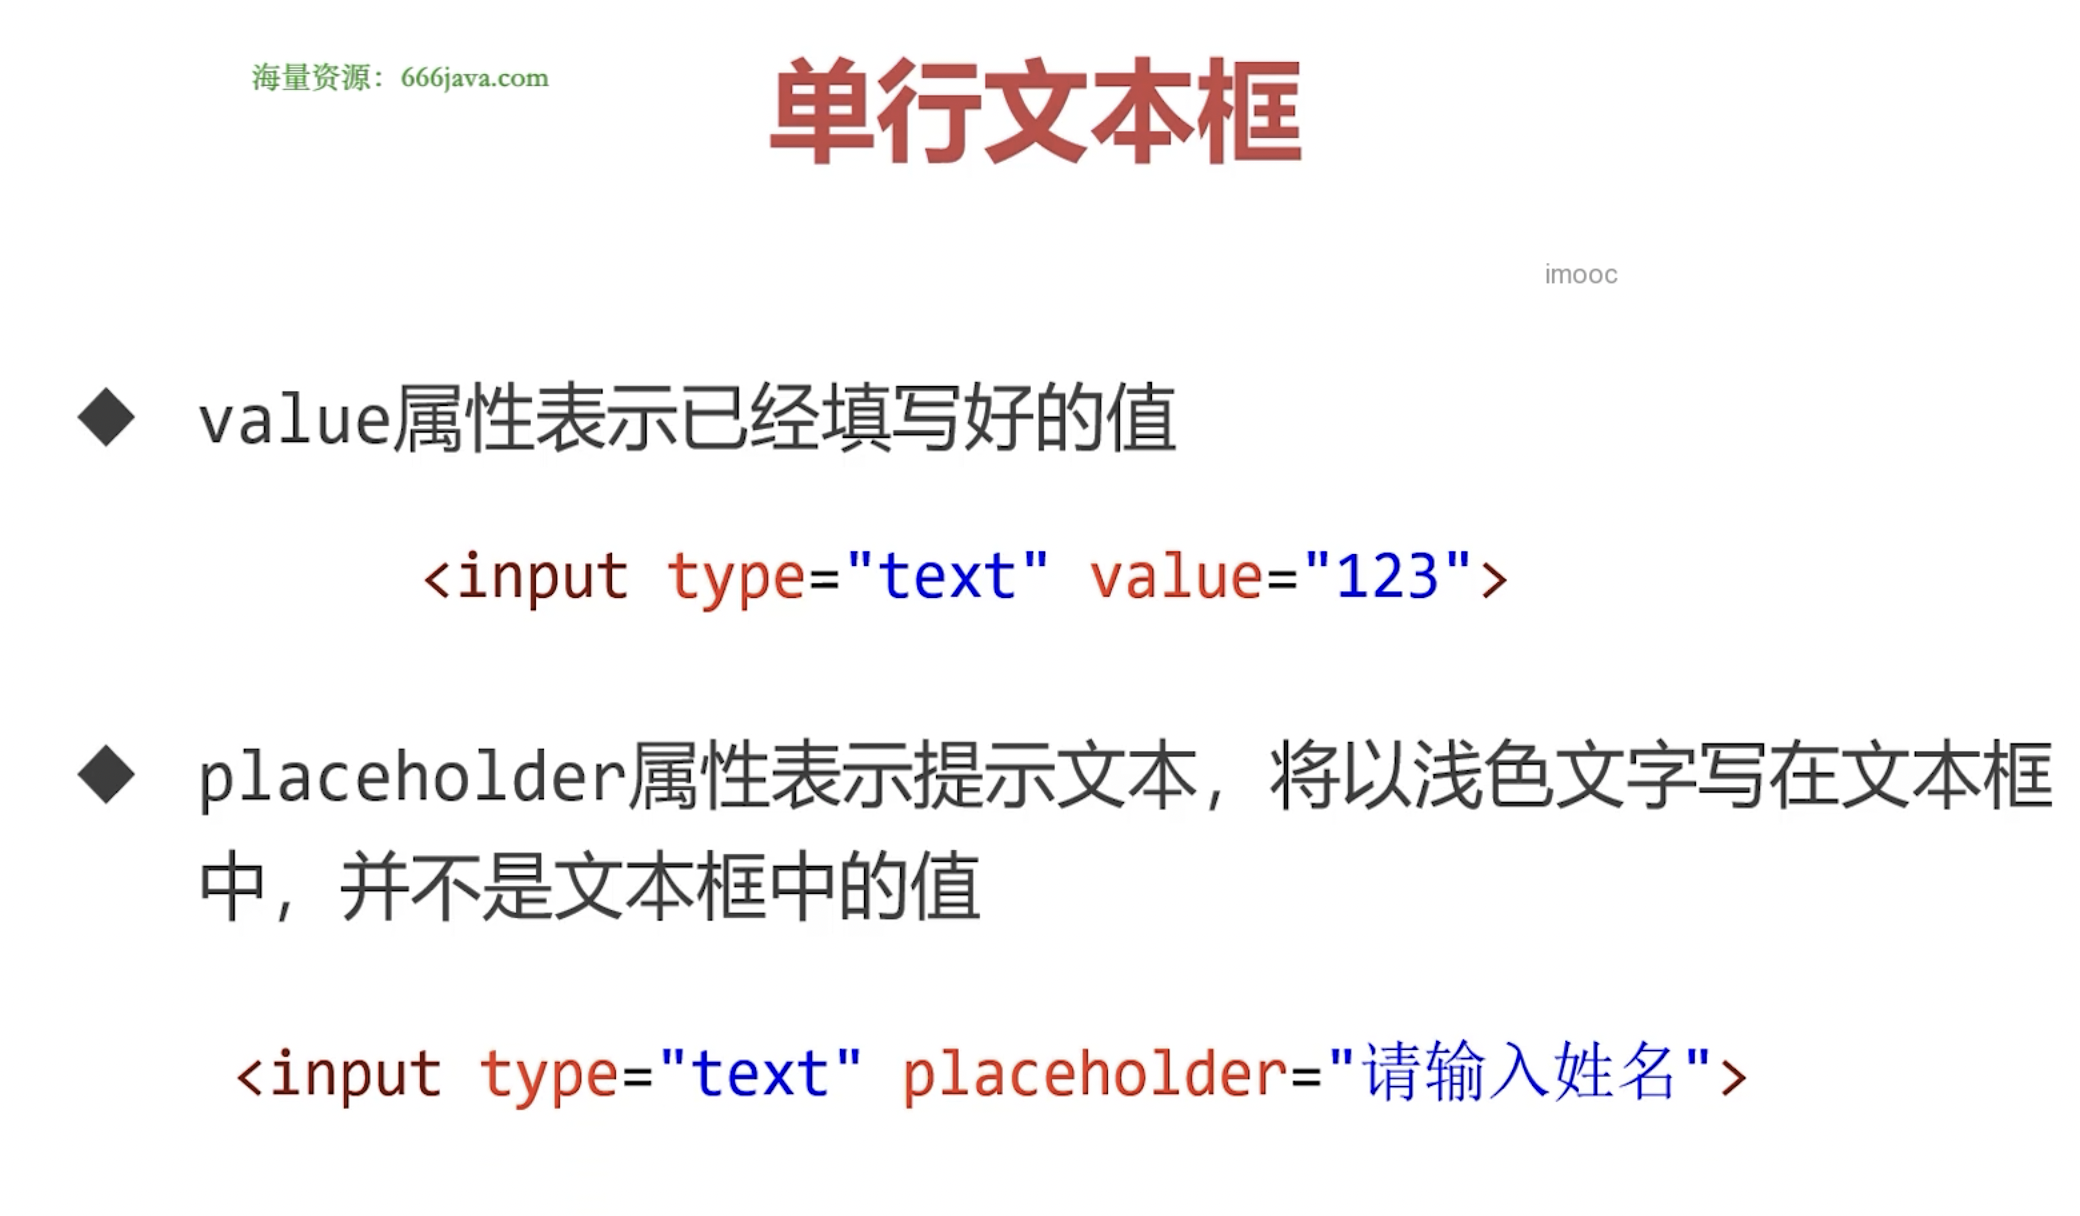 海量资源：666java.com
单行文本框
imooc
◆ value属性表示已经填写好的值
<input type="text" value="123">
◆ placeholder属性表示提示文本，将以浅色文字写在文本框
中，并不是文本框中的值
<input type="text" placeholder="请输入姓名">